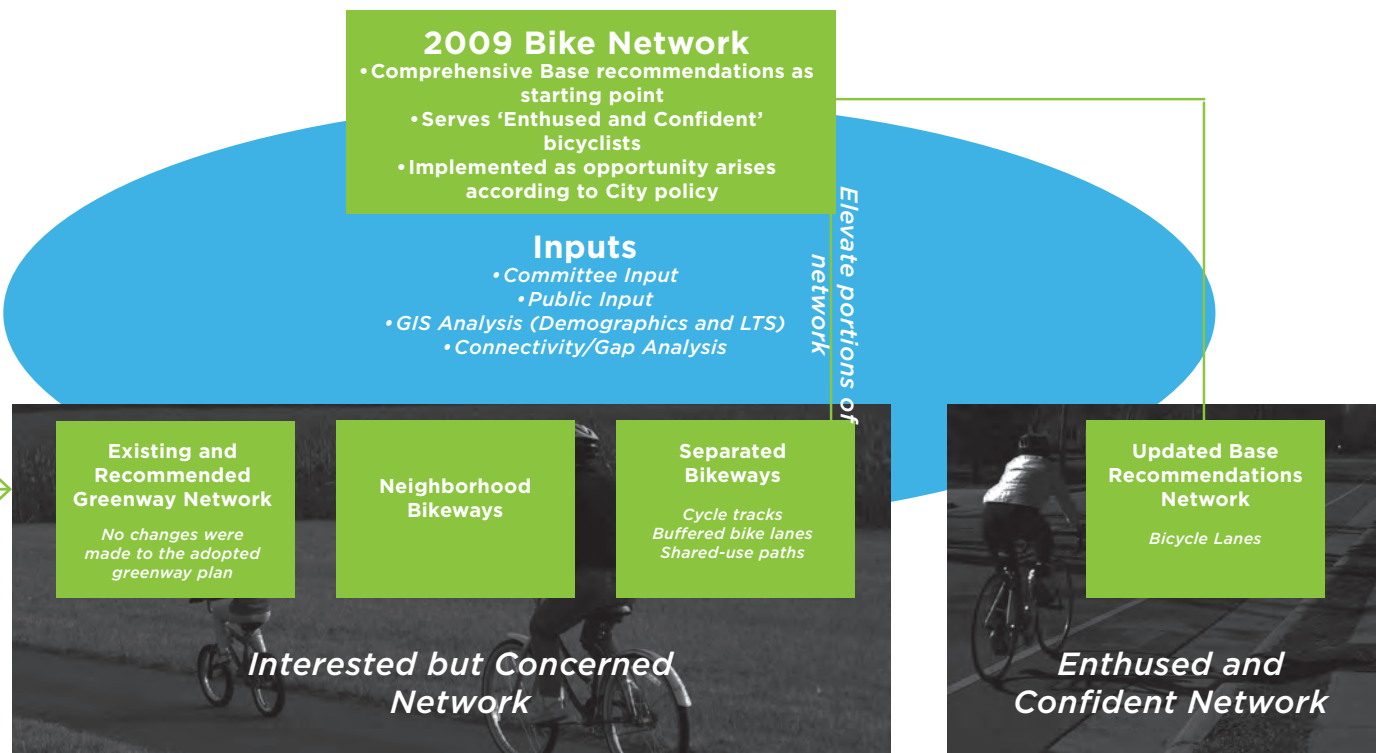 2009 Bike Network
•Comprehensive Base recommendations as
starting point
•Serves ‘Enthused and Confident’
bicyclists
•Implemented as opportunity arises
according to City policy
Elevate portions of
network
Inputs
•Committee Input
•Public Input
•GIS Analysis (Demographics and LTS)
•Connectivity/Gap Analysis
Existing and
Recommended
Greenway Network
No changes were
made to the adopted
greenway plan
Neighborhood
Bikeways
Separated
Bikeways
Cycle tracks
Buffered bike lanes
Shared-use paths
Interested but Concerned
Network
Updated Base
Recommendations
Network
Bicycle Lanes
Enthused and
Confident Network